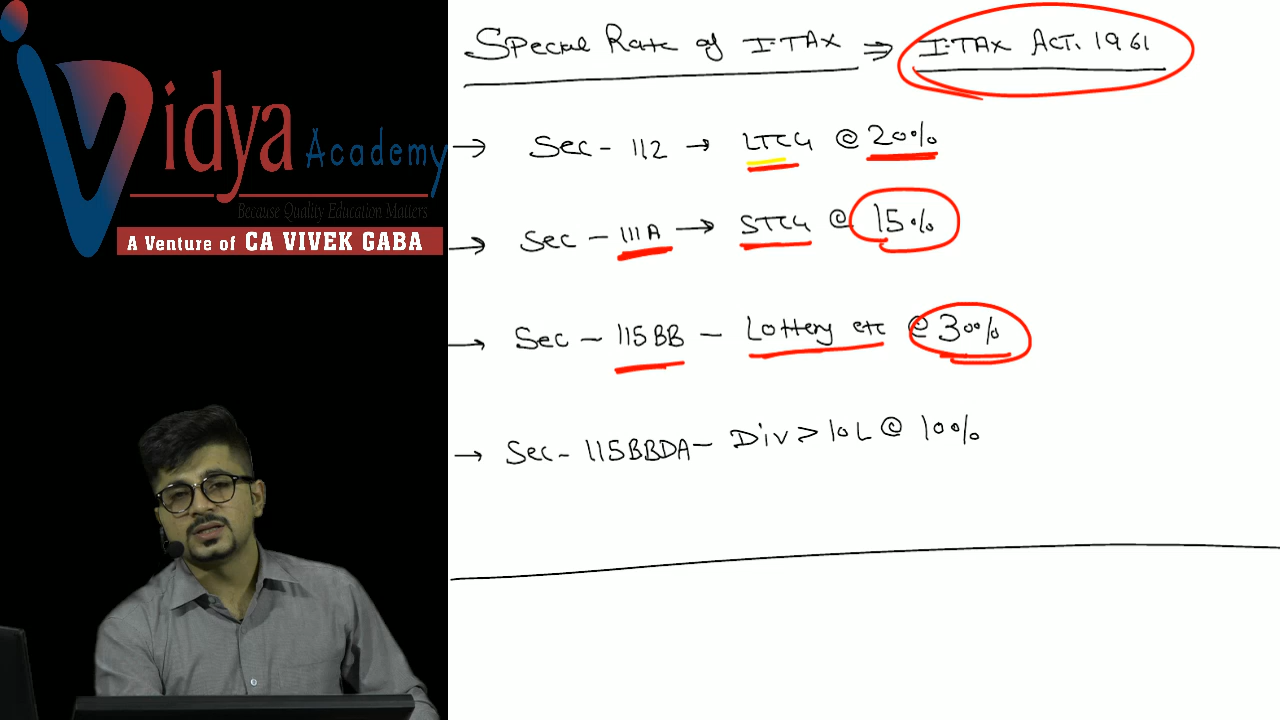 Vidya Academy
Because Quality Education Matters
A Venture of CA VIVEK GABA
Special Rate of I-TAX ⇒ I-TAX ACT. 1961
→ Sec - 112 → LTCG @ 20%
→ Sec - 111A → STCG @ 15%
→ Sec - 115BB - Lottery etc @ 30%
→ Sec - 115BBDA - Div > 10L @ 10%